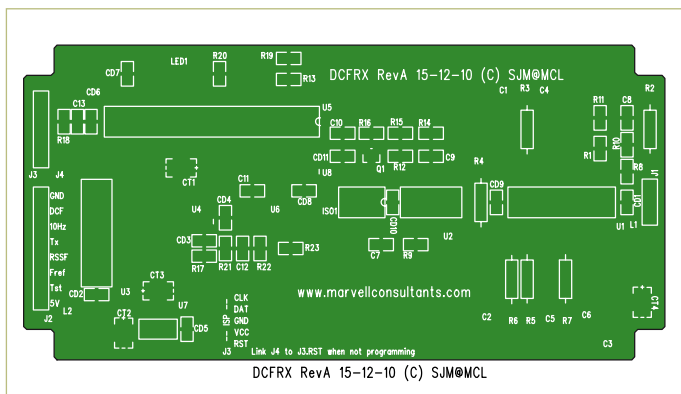 R19
R20
LED1
CD7
R13
DCFRX RevA 15-12-10 (C) SJM@MCL
CD6
C1
R3
C4
R2
C13
U5
R11
C8
R18
C10
R16
R15
R14
R10
R1
CD11
Q1
R12
C9
J3
J4
CT1
U8
R4
R8
J1
C11
CD8
GND
DCF
10Hz
Tx
RSSF
Fref
Tst
5V
U4
CD4
U6
ISO1
CD10
CD9
CD1
L1
U1
CD3
U2
R17
R21
C12
R22
R23
C7
R9
CT3
CD2
U3
L2
J2
CT2
U7
CD5
www.marvellconsultants.com
CT4
ISP
CLK
DAT
GND
VCC
RST
C2
R6
R5
C5
R7
C6
C3
J3
Link J4 to J3.RST when not programming
DCFRX RevA 15-12-10 (C) SJM@MCL